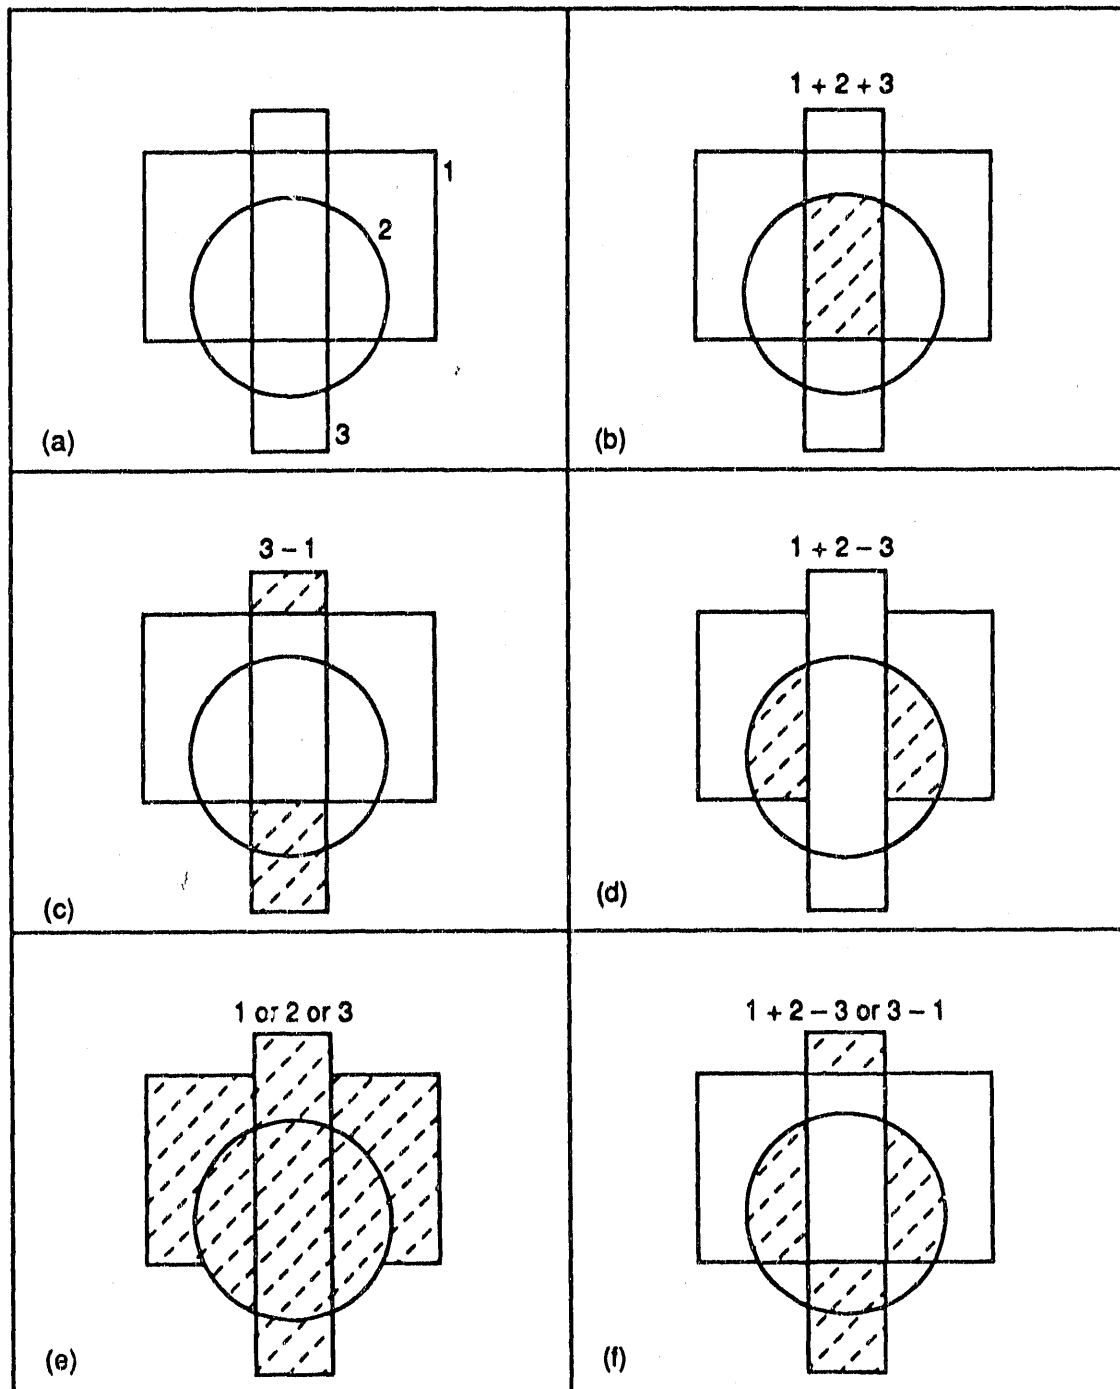 1
2
3
(a)
1 + 2 + 3
(b)
3 – 1
(c)
1 + 2 – 3
(d)
1 or 2 or 3
(e)
1 + 2 – 3 or 3 – 1
(f)